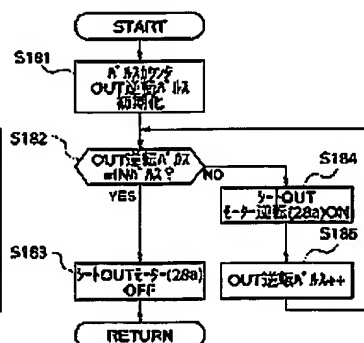 START
S181
パルスカウンタ
OUT逆転パルス
初期化
S182
OUT逆転パルス
=INパルス?
NO
YES
S184
シートOUT
モーター逆転(28a)ON
S185
OUT逆転パルス++
S183
シートOUTモーター(28a)
OFF
RETURN